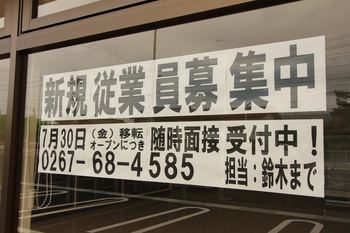 新規従業員募集中
7月30日(金)移転
オープンにつき
随時面接受付中!
0267-68-4585
担当:鈴木まで